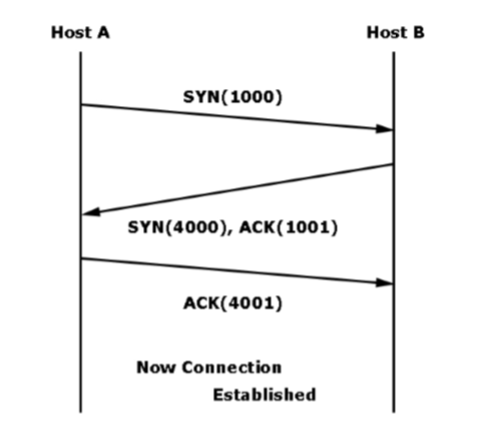 Host A
Host B
SYN(1000)
SYN(4000), ACK(1001)
ACK(4001)
Now Connection
Established